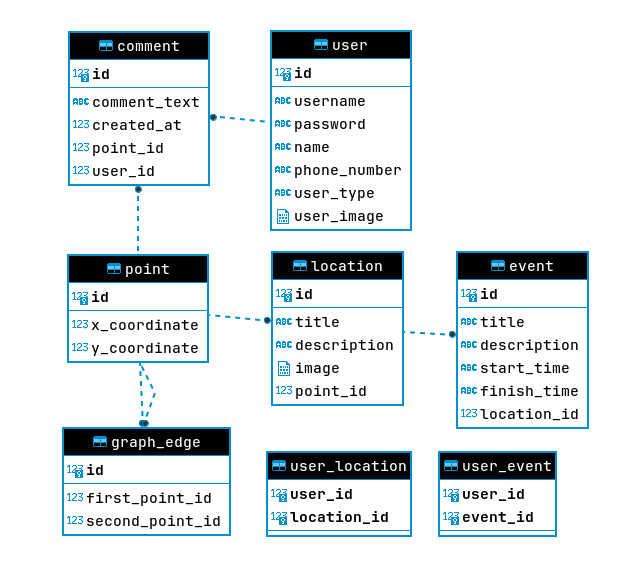 comment
123 id
ABC comment_text
123 created_at
123 point_id
123 user_id
user
123 id
ABC username
ABC password
ABC name
ABC phone_number
ABC user_type
user_image
point
123 id
123 x_coordinate
123 y_coordinate
location
123 id
ABC title
ABC description
image
123 point_id
event
123 id
ABC title
ABC description
ABC start_time
ABC finish_time
123 location_id
graph_edge
123 id
123 first_point_id
123 second_point_id
user_location
123 user_id
123 location_id
user_event
123 user_id
123 event_id